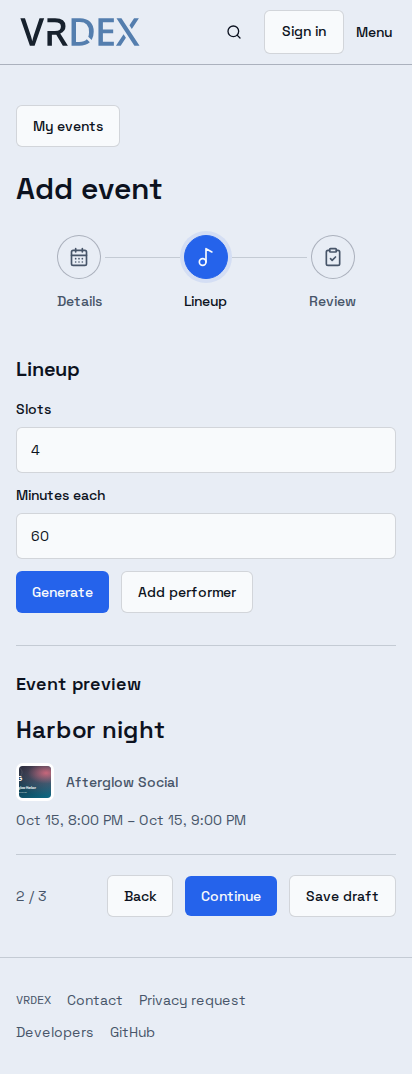 VRDEX
Sign in
Menu
My events
Add event
Details
Lineup
Review
Lineup
Slots
4
Minutes each
60
Generate
Add performer
Event preview
Harbor night
Afterglow Social
Oct 15, 8:00 PM – Oct 15, 9:00 PM
2 / 3
Back
Continue
Save draft
VRDEX
Contact
Privacy request
Developers
GitHub